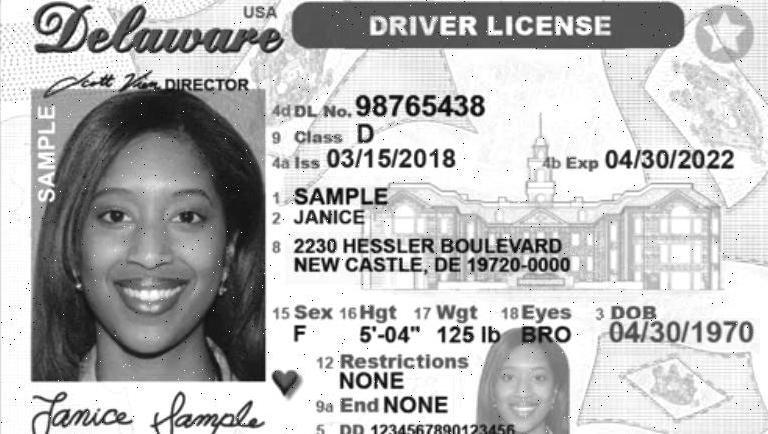 Delaware USA DRIVER LICENSE
Scott Vien DIRECTOR
SAMPLE
4d DL No. 98765438
9 Class D
4a Iss 03/15/2018 4b Exp 04/30/2022
1 SAMPLE
2 JANICE
8 2230 HESSLER BOULEVARD
NEW CASTLE, DE 19720-0000
15 Sex 16 Hgt 17 Wgt 18 Eyes 3 DOB
F 5'-04" 125 lb BRO 04/30/1970
12 Restrictions
NONE
9a End NONE
Janice Sample
5 DD 1234567890123456